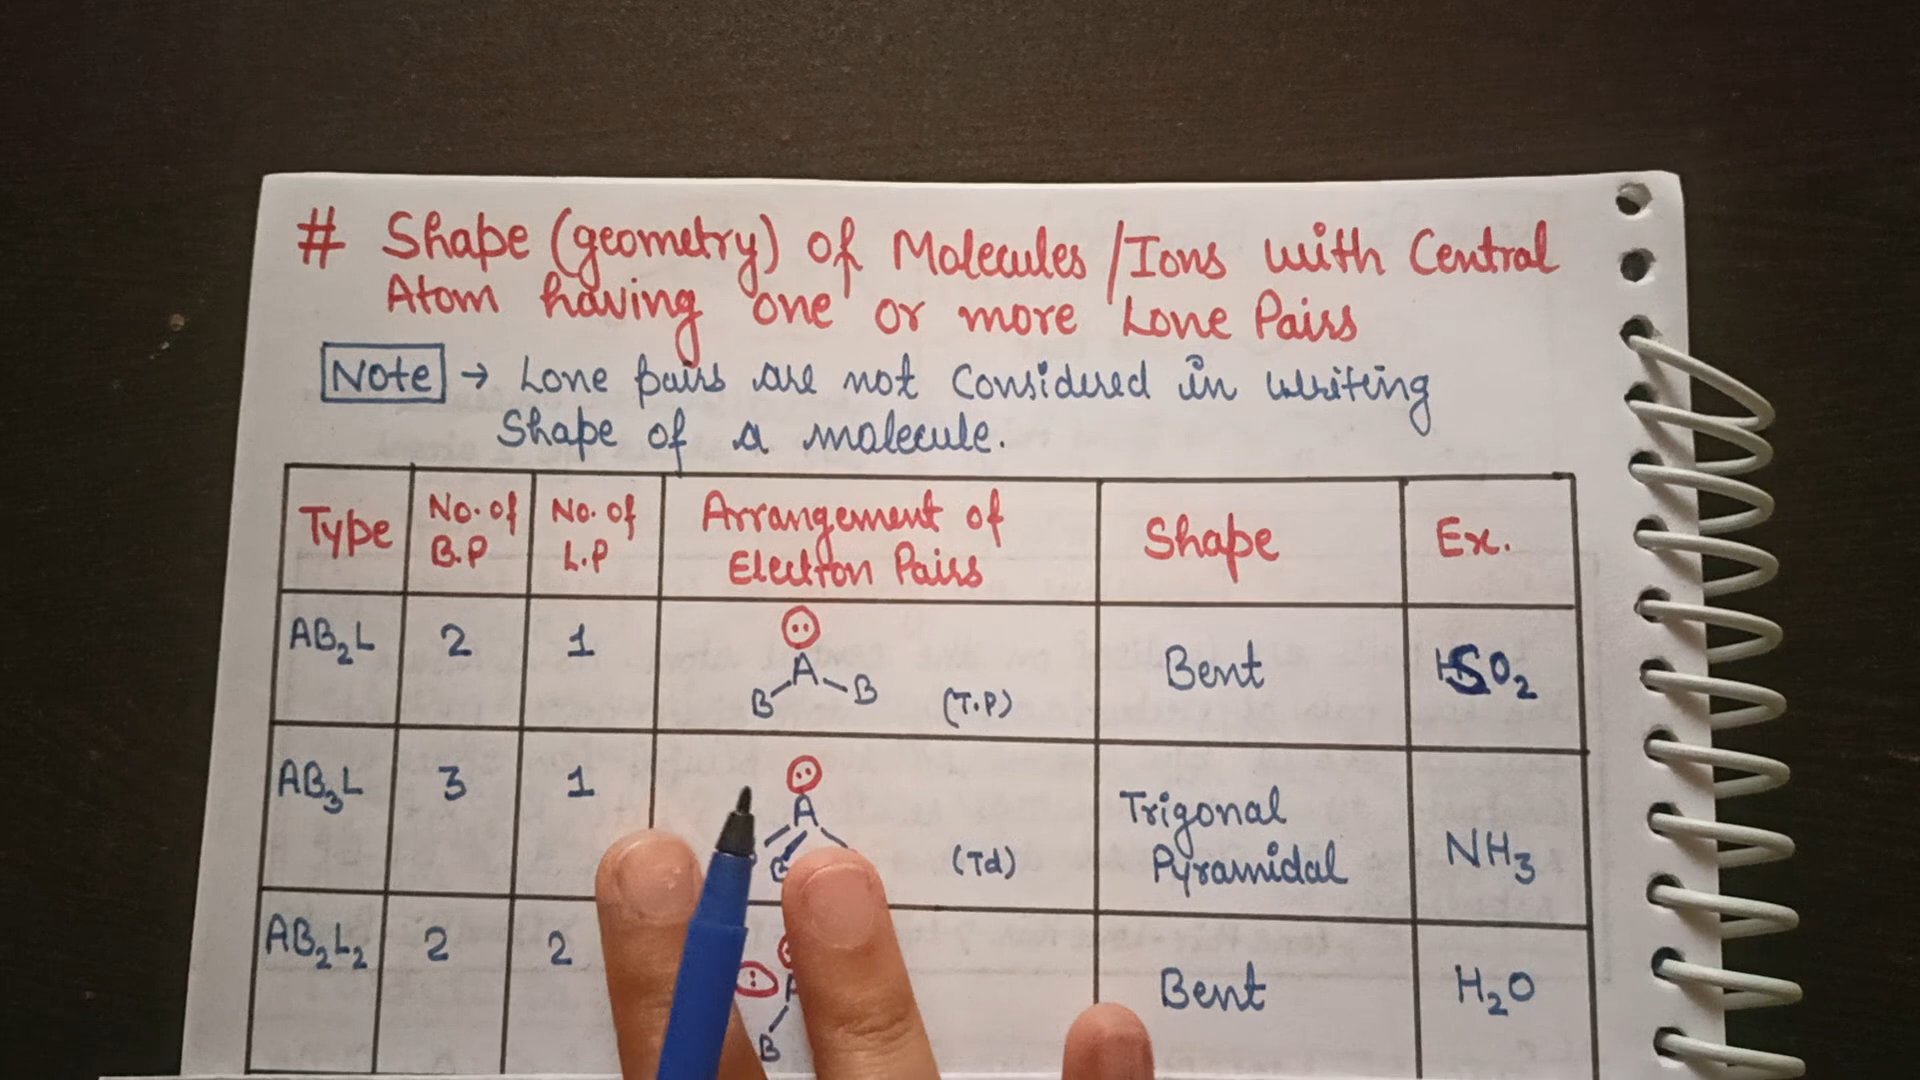 # Shape (geometry) of Molecules/Ions with Central
Atom having one or more Lone Pairs
Note → Lone pairs are not Considered in writing
Shape of a molecule.
Type No. of B.P No. of L.P Arrangement of Electron Pairs Shape Ex.
AB₂L 2 1 Bent SO₂
A
B B (T.P)
AB₃L 3 1 Trigonal Pyramidal NH₃
A
B (Td)
AB₂L₂ 2 2 Bent H₂O
A
B